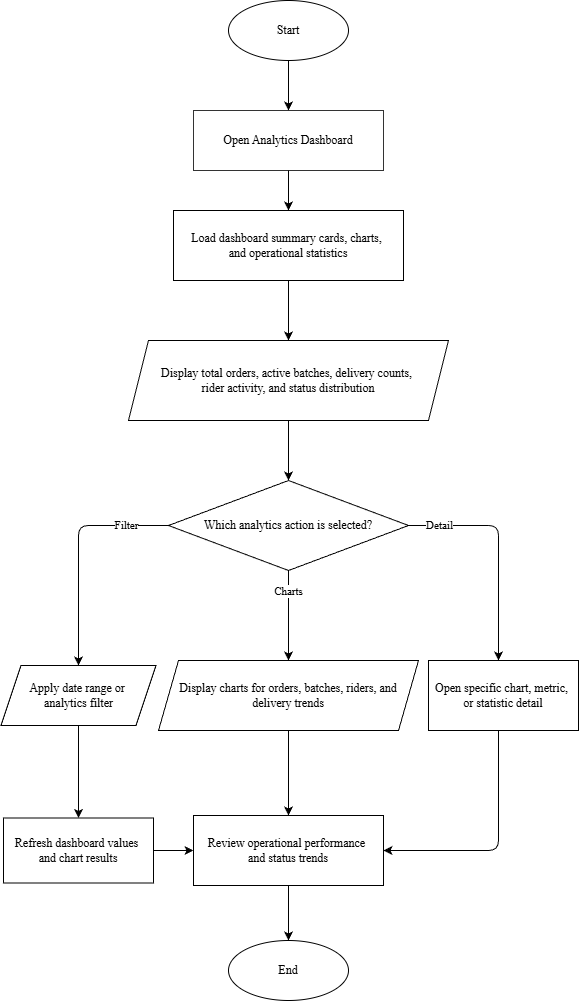 Start
Open Analytics Dashboard
Load dashboard summary cards, charts,
and operational statistics
Display total orders, active batches, delivery counts,
rider activity, and status distribution
Which analytics action is selected?
Filter
Detail
Charts
Apply date range or
analytics filter
Display charts for orders, batches, riders, and
delivery trends
Open specific chart, metric,
or statistic detail
Refresh dashboard values
and chart results
Review operational performance
and status trends
End